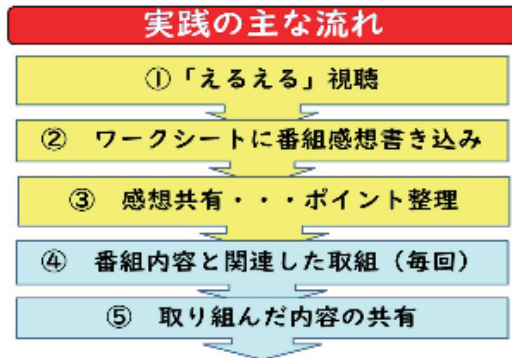 実践の主な流れ
①「えるえる」視聴
② ワークシートに番組感想書き込み
③ 感想共有・・・ポイント整理
④ 番組内容と関連した取組（毎回）
⑤ 取り組んだ内容の共有